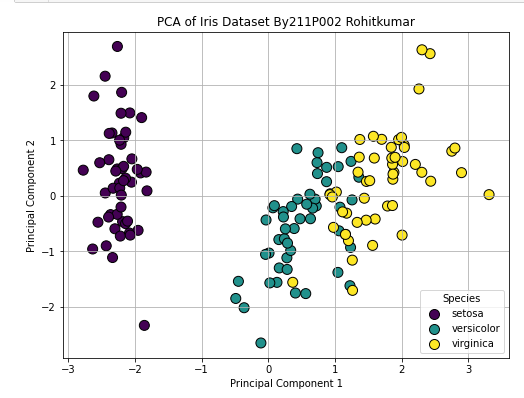 PCA of Iris Dataset By211P002 Rohitkumar
Principal Component 2
2
1
0
−1
−2
Species
setosa
versicolor
virginica
−3
−2
−1
0
1
2
3
Principal Component 1